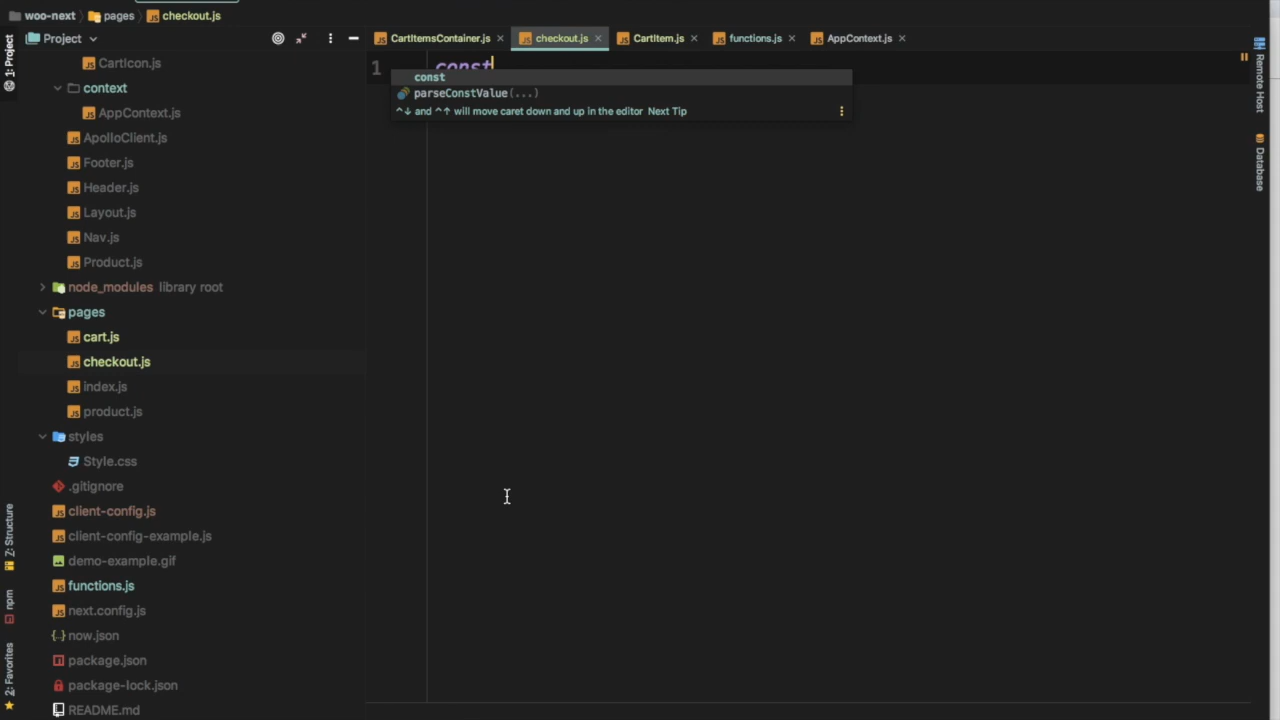 woo-next pages checkout.js
1: Project
Project
CartItemsContainer.js
checkout.js
CartItem.js
functions.js
AppContext.js
CartIcon.js
context
AppContext.js
ApolloClient.js
Footer.js
Header.js
Layout.js
Nav.js
Product.js
node_modules library root
pages
cart.js
checkout.js
index.js
product.js
styles
Style.css
.gitignore
client-config.js
client-config-example.js
demo-example.gif
functions.js
next.config.js
now.json
package.json
package-lock.json
README.md
1 const
const
parseConstValue(...)
^↓ and ^↑ will move caret down and up in the editor Next Tip
Remote Host
Database
Z: Structure
npm
2: Favorites